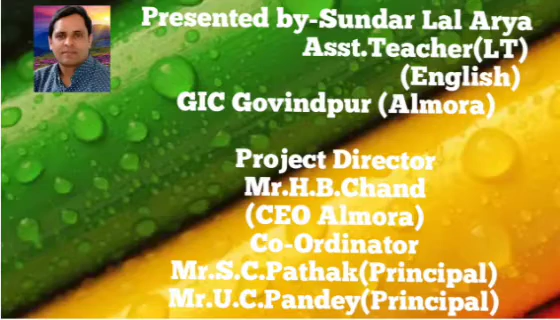 Presented by-Sundar Lal Arya
Asst.Teacher(LT)
(English)
GIC Govindpur (Almora)
Project Director
Mr.H.B.Chand
(CEO Almora)
Co-Ordinator
Mr.S.C.Pathak(Principal)
Mr.U.C.Pandey(Principal)